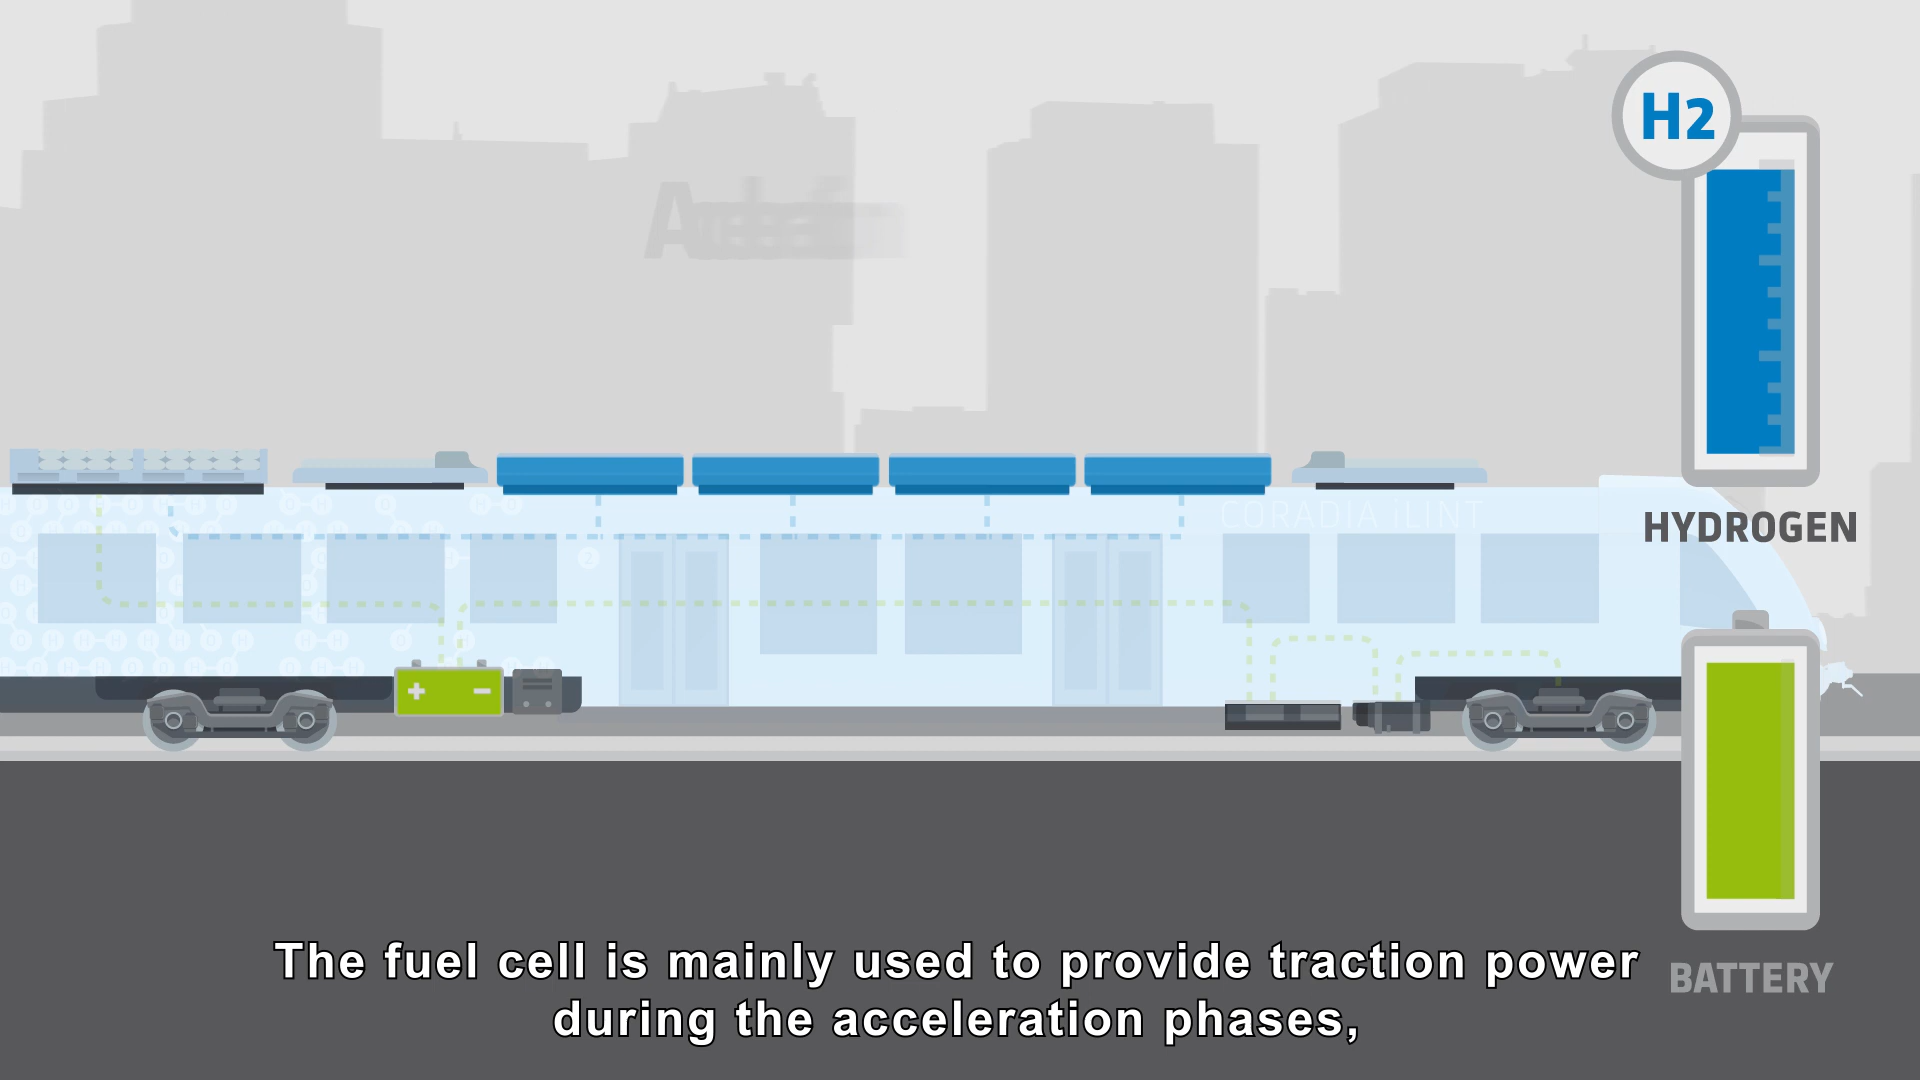 H2
CORADIA iLINT
HYDROGEN
BATTERY
The fuel cell is mainly used to provide traction power
during the acceleration phases,